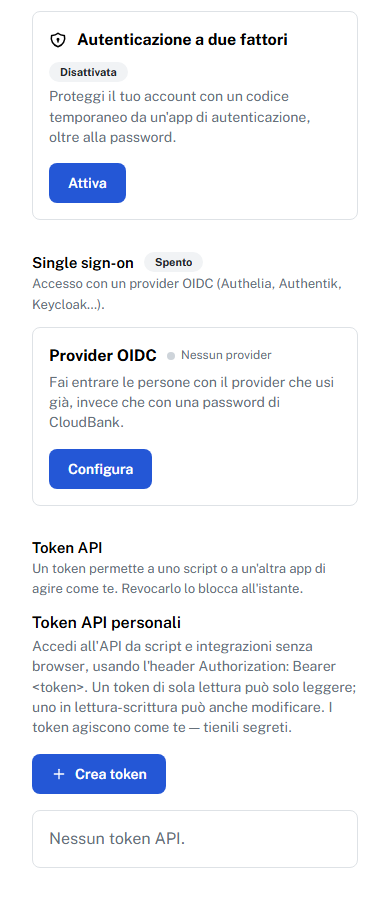 Autenticazione a due fattori
Disattivata
Proteggi il tuo account con un codice
temporaneo da un'app di autenticazione,
oltre alla password.
Attiva
Single sign-on Spento
Accesso con un provider OIDC (Authelia, Authentik,
Keycloak...).
Provider OIDC Nessun provider
Fai entrare le persone con il provider che usi
già, invece che con una password di
CloudBank.
Configura
Token API
Un token permette a uno script o a un'altra app di
agire come te. Revocarlo lo blocca all'istante.
Token API personali
Accedi all'API da script e integrazioni senza
browser, usando l'header Authorization: Bearer
<token>. Un token di sola lettura può solo leggere;
uno in lettura-scrittura può anche modificare. I
token agiscono come te — tienili segreti.
+ Crea token
Nessun token API.